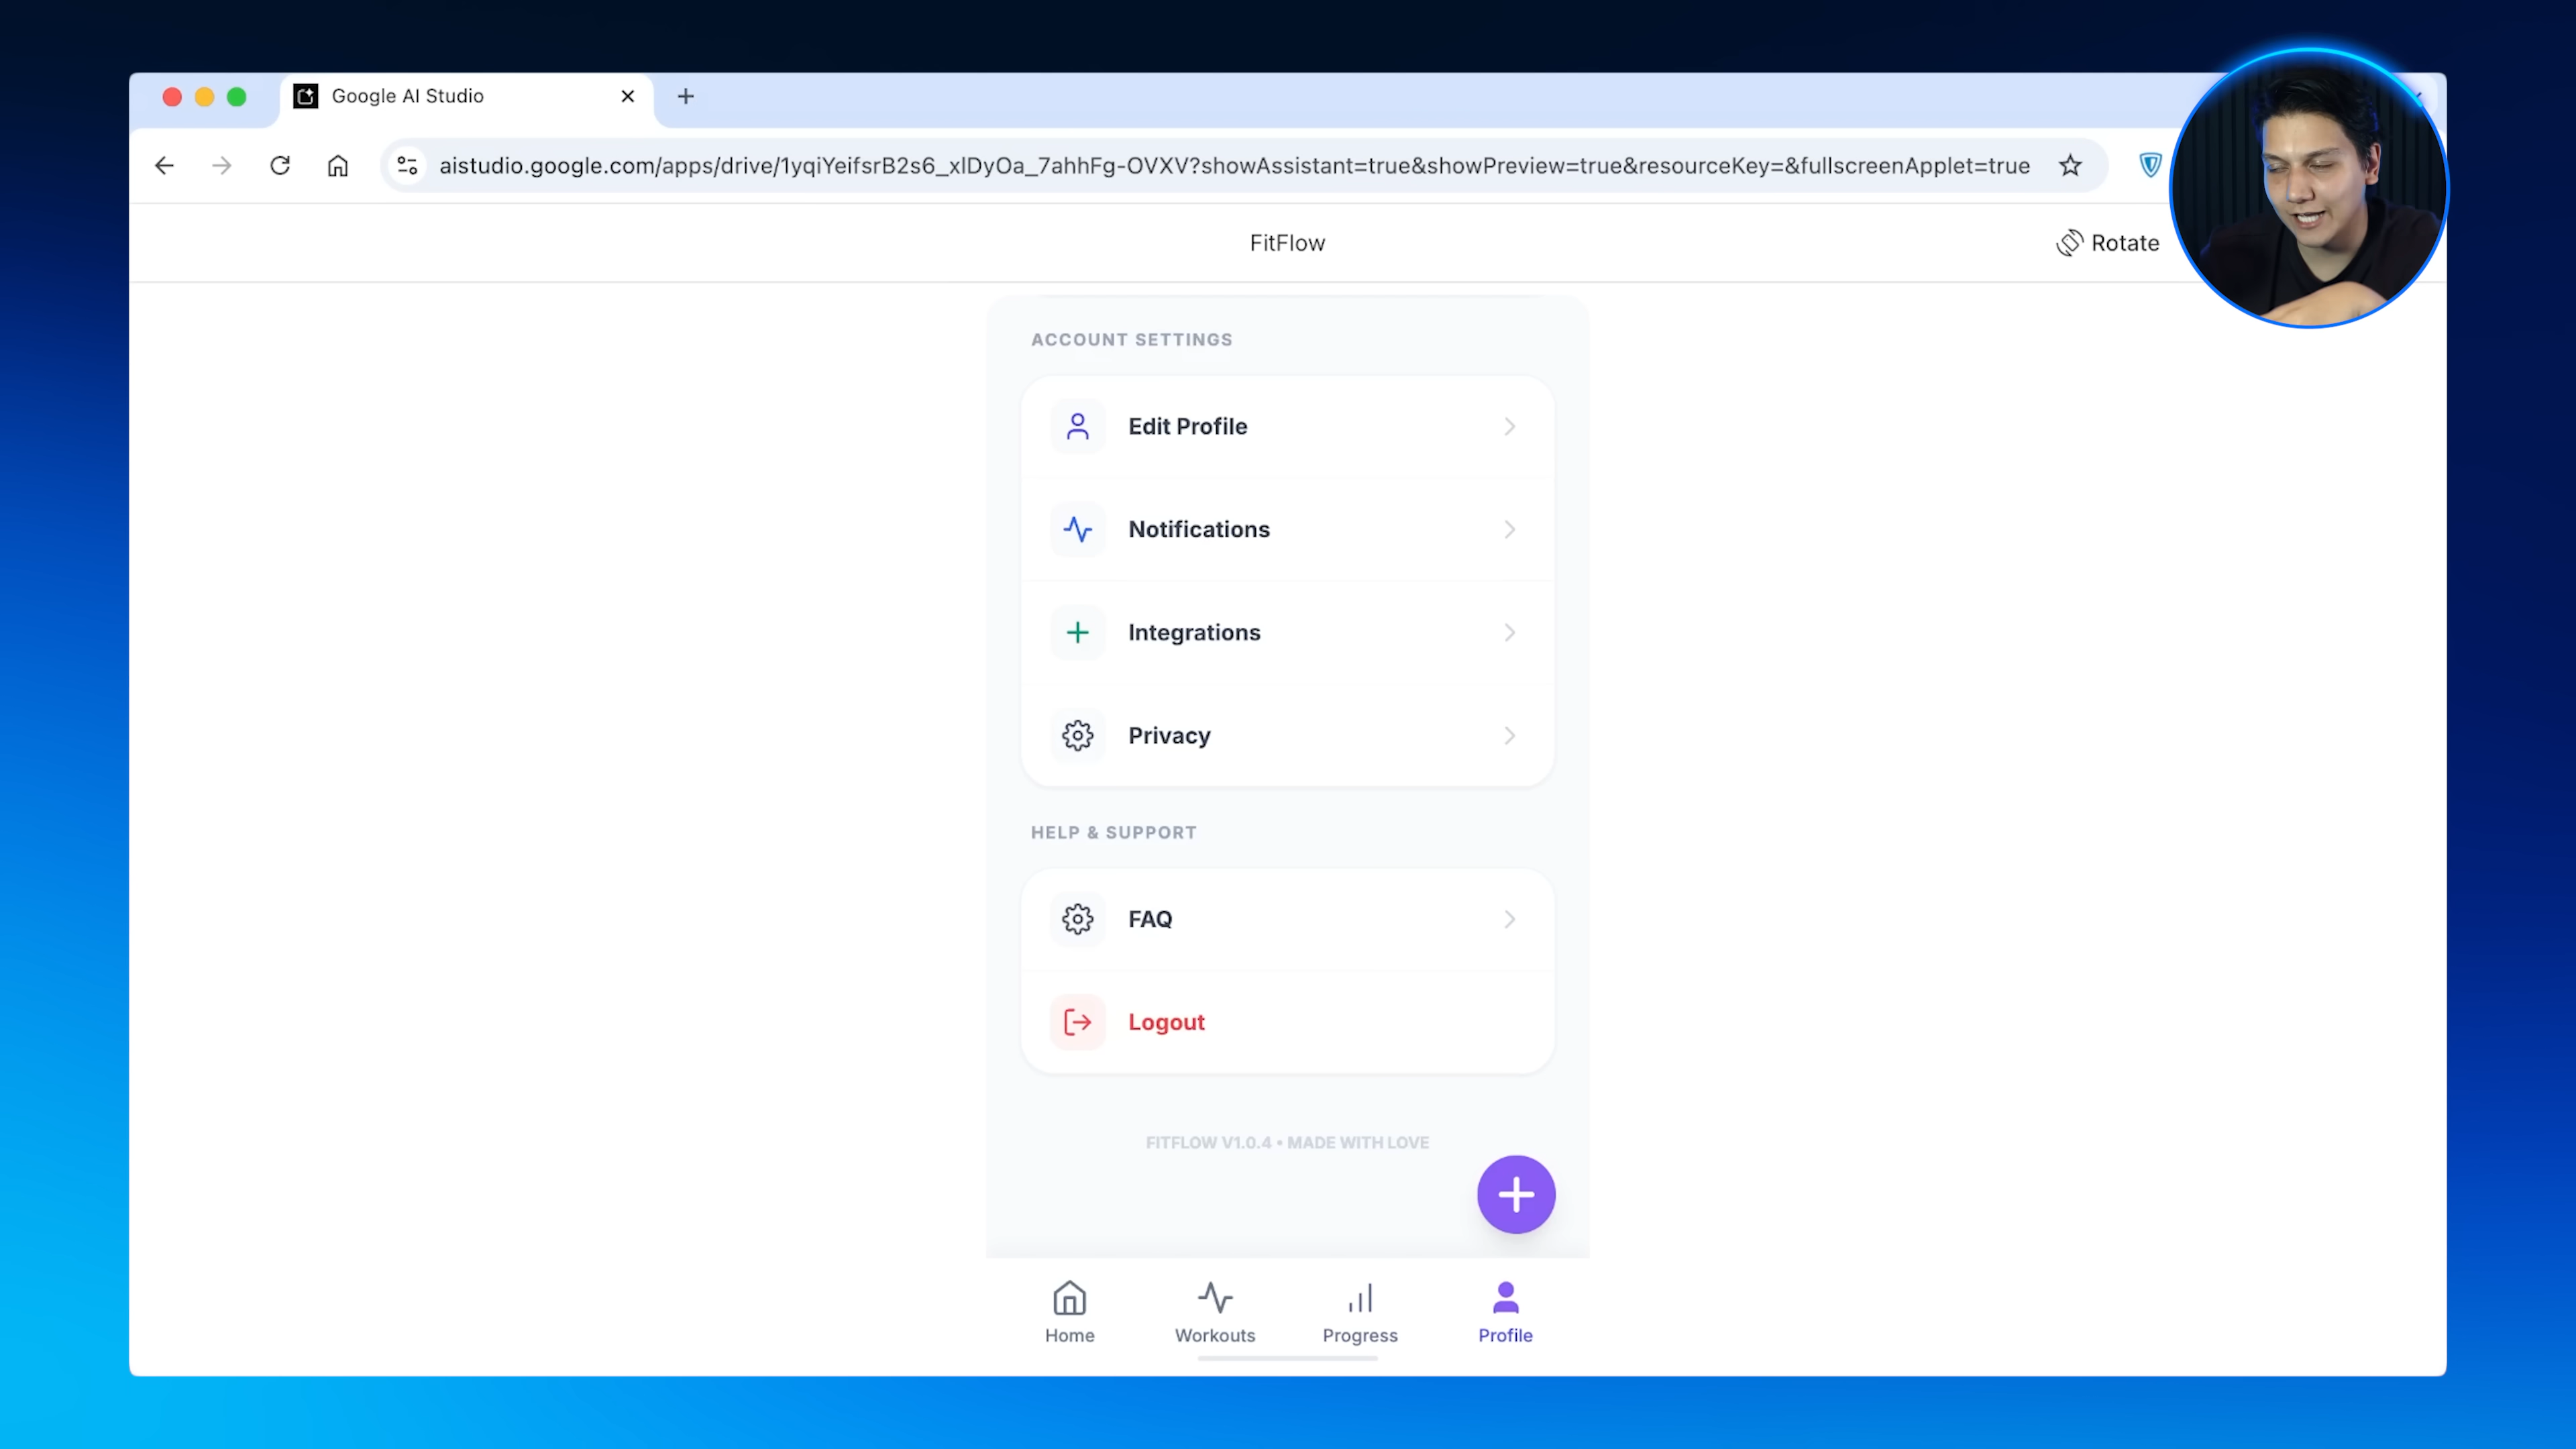 Google AI Studio
aistudio.google.com/apps/drive/1yqiYeifsrB2s6_xlDyOa_7ahhFg-OVXV?showAssistant=true&showPreview=true&resourceKey=&fullscreenApplet=true
FitFlow
Rotate
ACCOUNT SETTINGS
Edit Profile
Notifications
Integrations
Privacy
HELP & SUPPORT
FAQ
Logout
FITFLOW V1.0.4 • MADE WITH LOVE
Home
Workouts
Progress
Profile